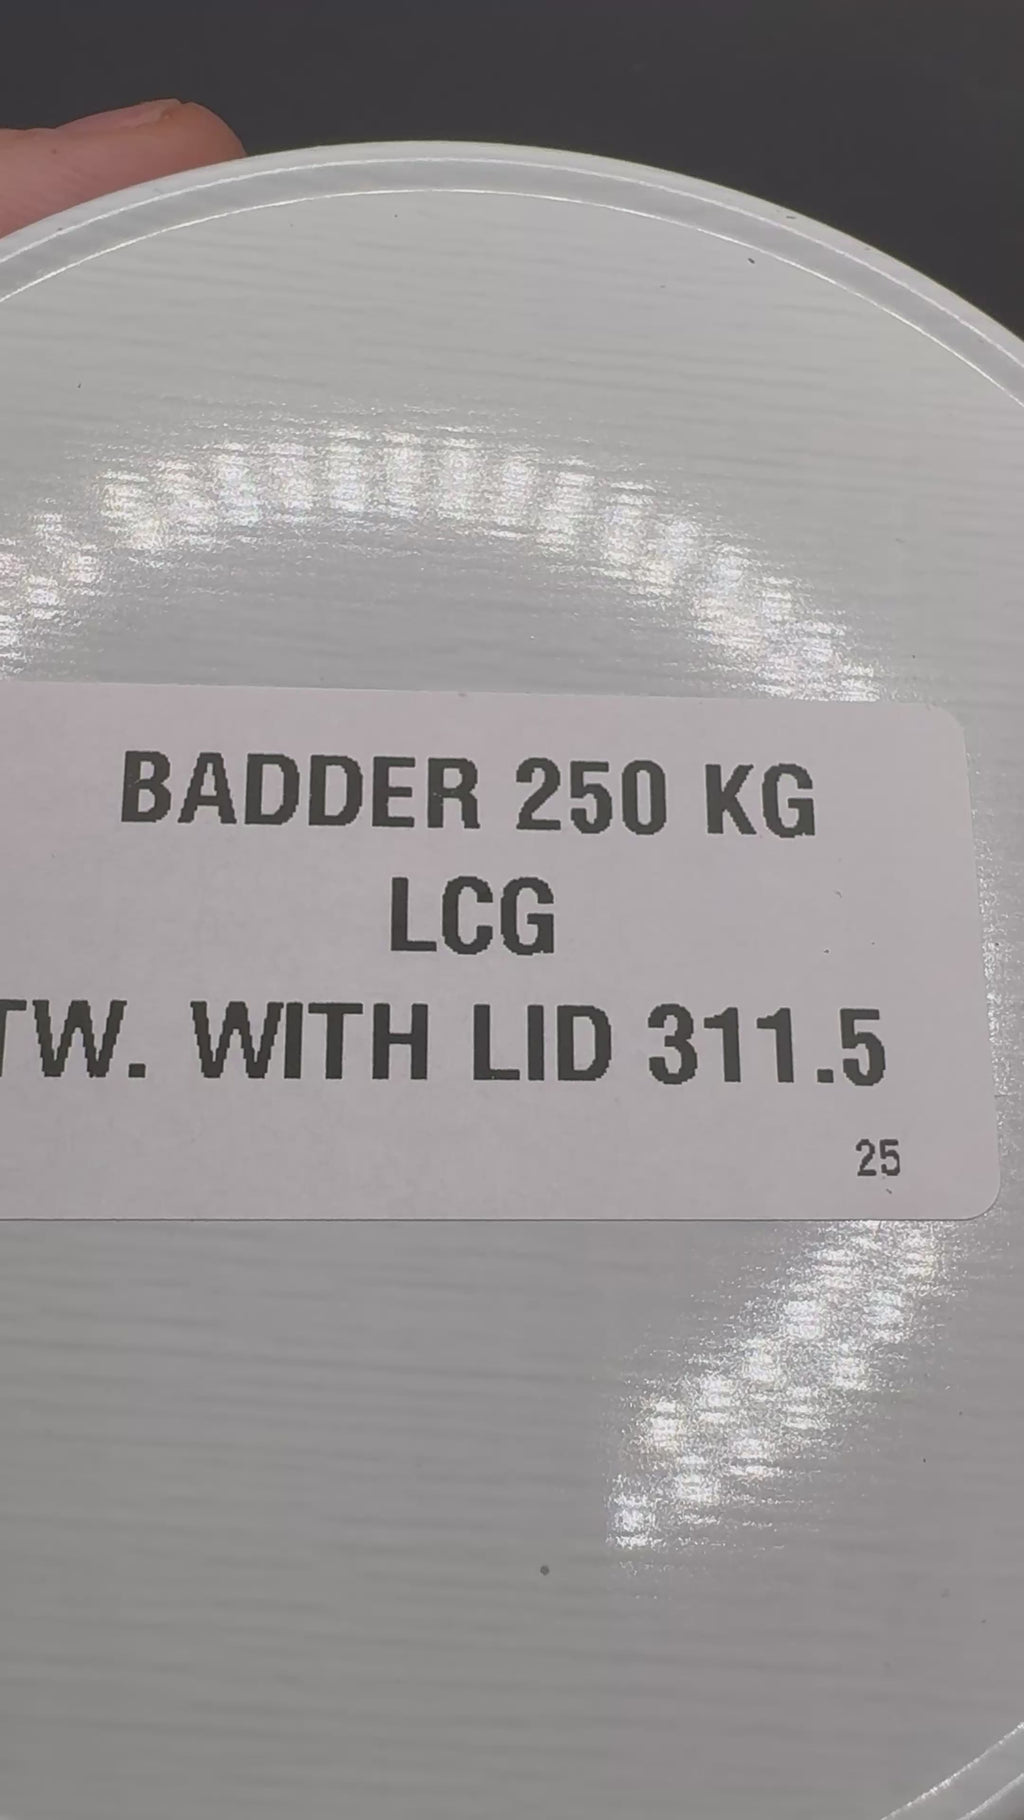 BADDER 250 KG
LCG
TW. WITH LID 311.5
25